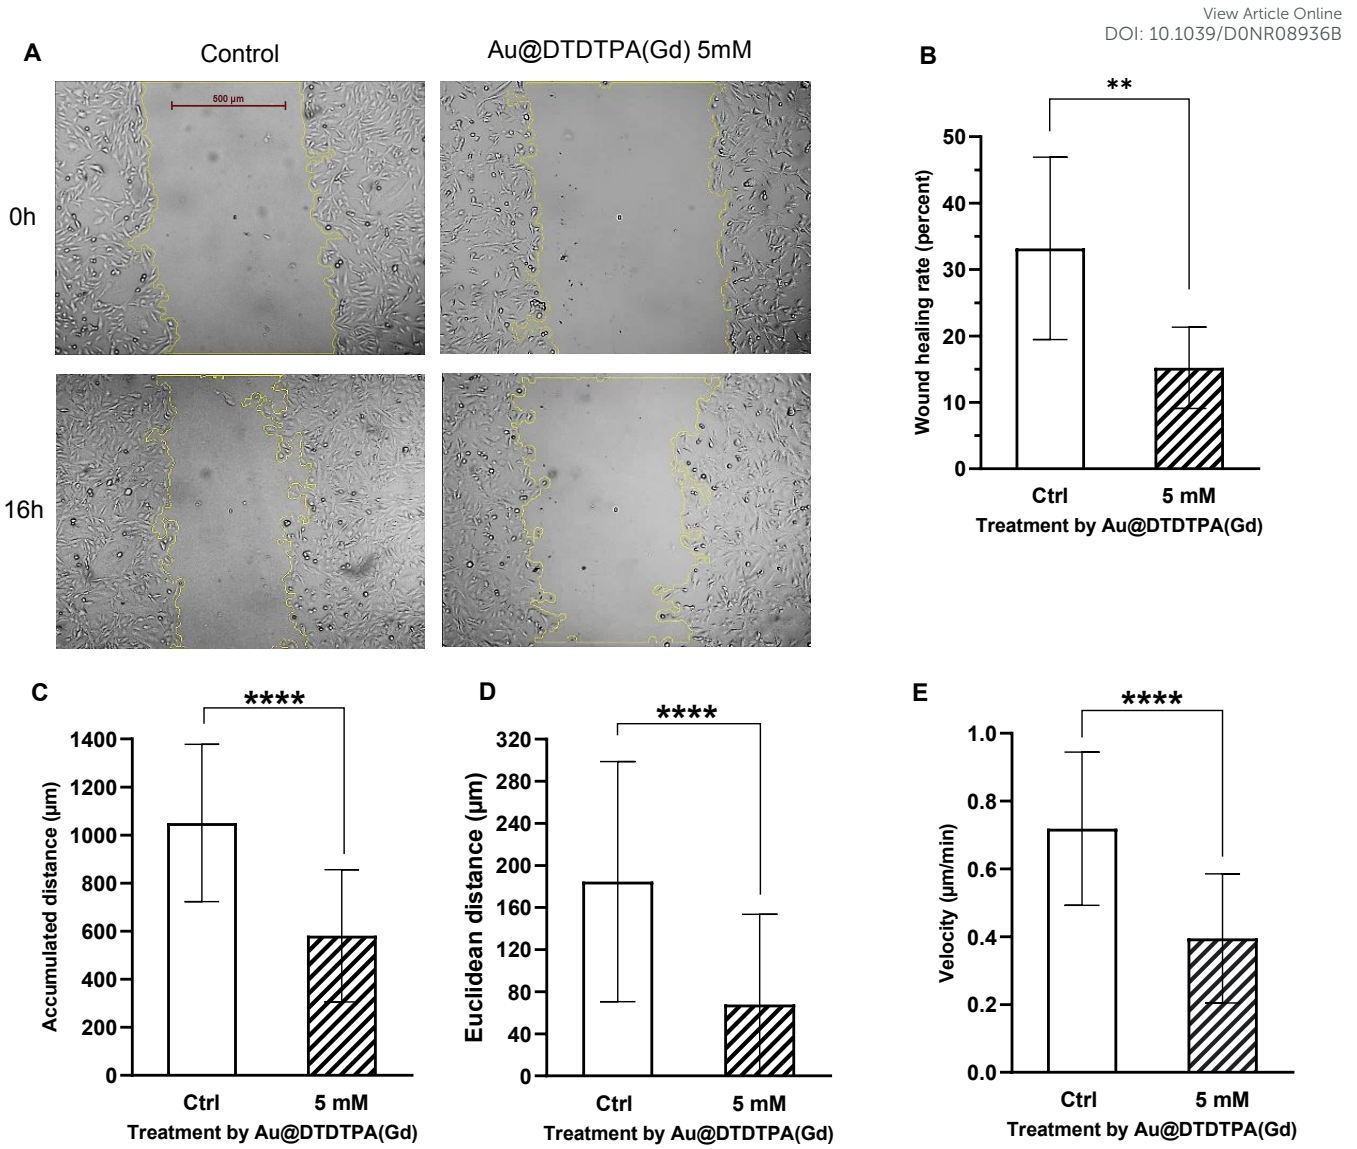 View Article Online
DOI: 10.1039/D0NR08936B
A
Control
Au@DTDTPA(Gd) 5mM
500 µm
0h
16h
B
**
Wound healing rate (percent)
50
40
30
20
10
0
Ctrl
5 mM
Treatment by Au@DTDTPA(Gd)
C
****
Accumulated distance (µm)
1400
1200
1000
800
600
400
200
0
Ctrl
5 mM
Treatment by Au@DTDTPA(Gd)
D
****
Euclidean distance (µm)
320
280
240
200
160
120
80
40
0
Ctrl
5 mM
Treatment by Au@DTDTPA(Gd)
E
****
Velocity (µm/min)
1.0
0.8
0.6
0.4
0.2
0.0
Ctrl
5 mM
Treatment by Au@DTDTPA(Gd)